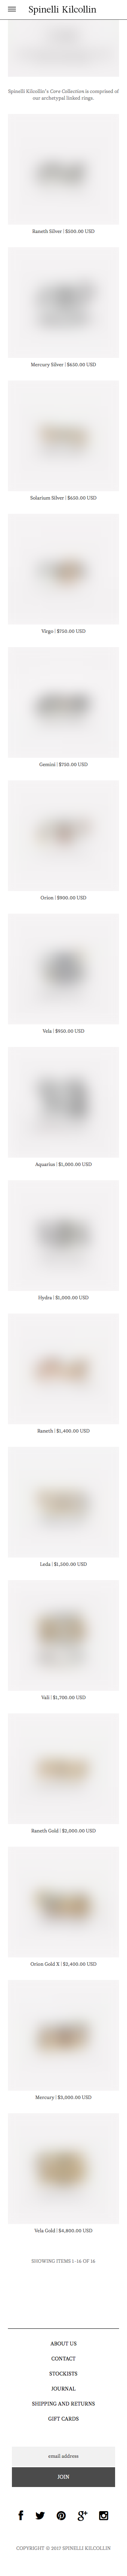 Spinelli Kilcollin
Spinelli Kilcollin's Core Collection is comprised of
our archetypal linked rings.
Raneth Silver | $500.00 USD
Mercury Silver | $650.00 USD
Solarium Silver | $650.00 USD
Virgo | $750.00 USD
Gemini | $750.00 USD
Orion | $900.00 USD
Vela | $950.00 USD
Aquarius | $1,000.00 USD
Hydra | $1,000.00 USD
Raneth | $1,400.00 USD
Leda | $1,500.00 USD
Vali | $1,700.00 USD
Raneth Gold | $2,000.00 USD
Orion Gold X | $2,400.00 USD
Mercury | $3,000.00 USD
Vela Gold | $4,800.00 USD
SHOWING ITEMS 1-16 OF 16
ABOUT US
CONTACT
STOCKISTS
JOURNAL
SHIPPING AND RETURNS
GIFT CARDS
email address
JOIN
COPYRIGHT © 2017 SPINELLI KILCOLLIN